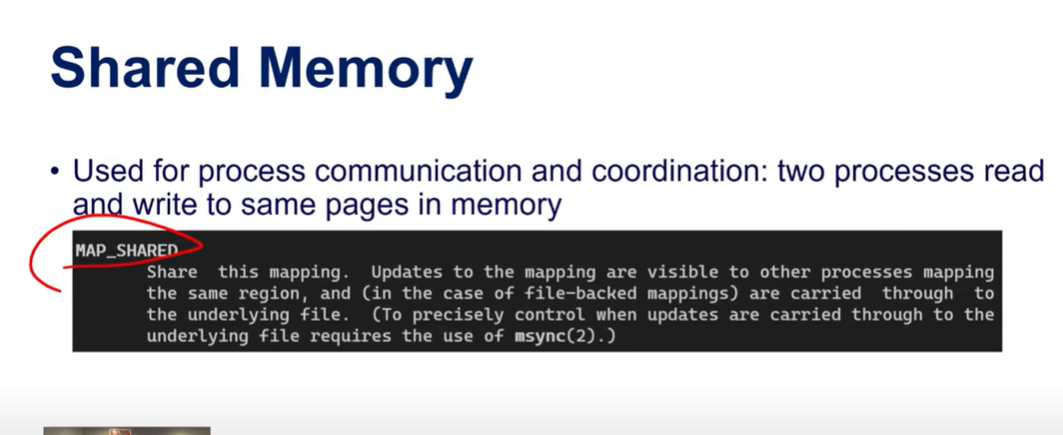 Shared Memory
• Used for process communication and coordination: two processes read
and write to same pages in memory
MAP_SHARED
Share this mapping. Updates to the mapping are visible to other processes mapping
the same region, and (in the case of file-backed mappings) are carried through to
the underlying file. (To precisely control when updates are carried through to the
underlying file requires the use of msync(2).)